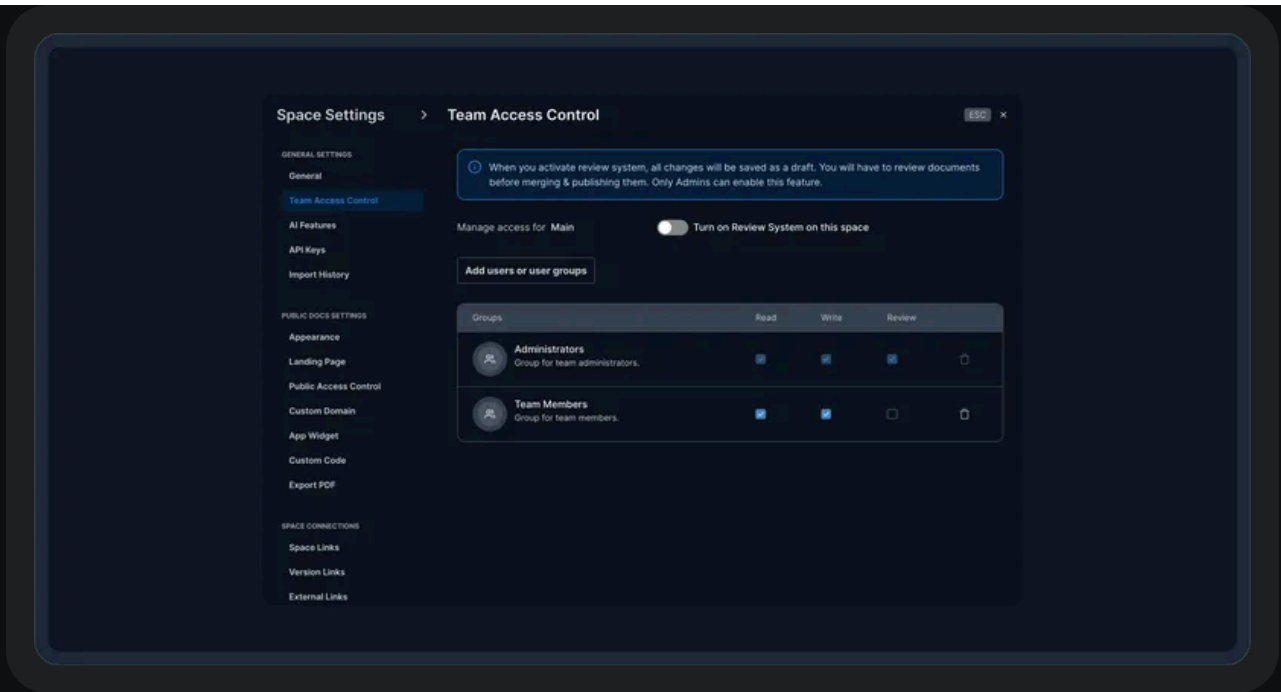 Space Settings > Team Access Control
ESC ×
GENERAL SETTINGS
General
Team Access Control
AI Features
API Keys
Import History
PUBLIC DOCS SETTINGS
Appearance
Landing Page
Public Access Control
Custom Domain
App Widget
Custom Code
Export PDF
SPACE CONNECTIONS
Space Links
Version Links
External Links
When you activate review system, all changes will be saved as a draft. You will have to review documents
before merging & publishing them. Only Admins can enable this feature.
Manage access for Main
Turn on Review System on this space
Add users or user groups
Groups Read Write Review
Administrators
Group for team administrators.
Team Members
Group for team members.